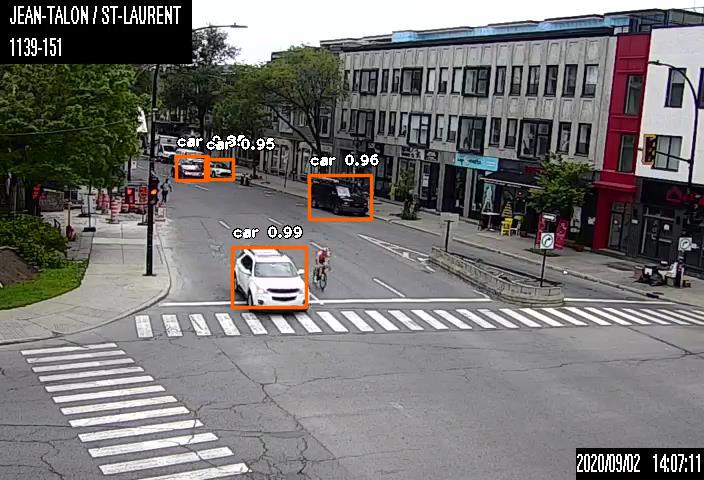 JEAN-TALON / ST-LAURENT
1139-151
car 0.95
car 0.96
car 0.99
2020/09/02 14:07:11